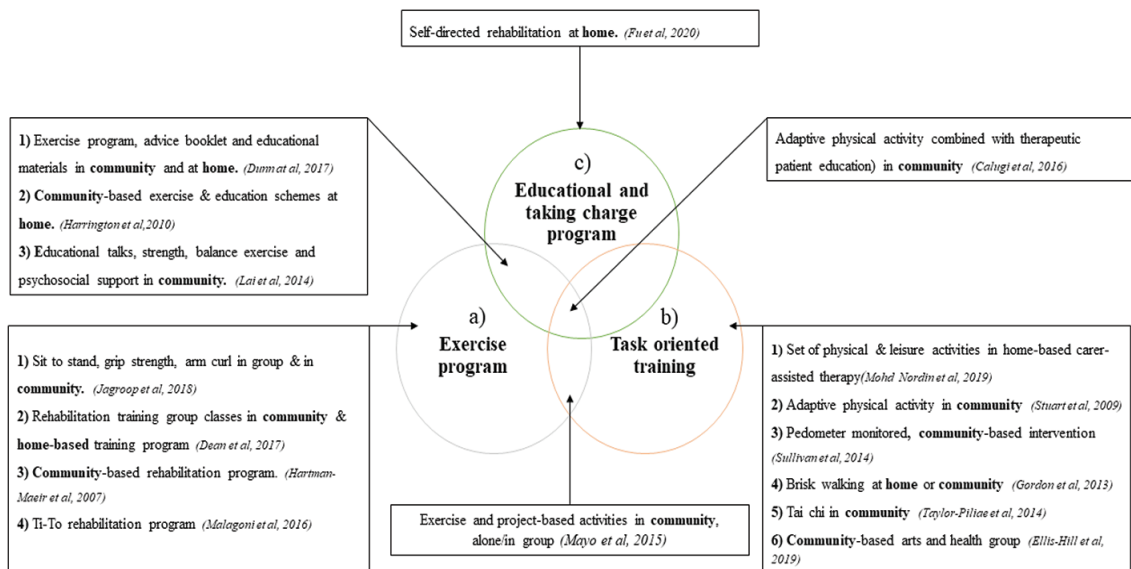 Self-directed rehabilitation at home. (Fu et al, 2020)
1) Exercise program, advice booklet and educational
materials in community and at home. (Dunn at al, 2017)
2) Community-based exercise & education schemes at
home. (Harrington et al,2010)
3) Educational talks, strength, balance exercise and
psychosocial support in community. (Lai et al, 2014)
Adaptive physical activity combined with therapeutic
patient education) in community (Calugi et al, 2016)
c)
Educational and
taking charge
program
a)
Exercise
program
b)
Task oriented
training
1) Sit to stand, grip strength, arm curl in group & in
community. (Jagroop et al, 2018)
2) Rehabilitation training group classes in community &
home-based training program (Dean et al, 2017)
3) Community-based rehabilitation program. (Hartman-
Maeir et al, 2007)
4) Ti-To rehabilitation program (Malagoni et al, 2016)
Exercise and project-based activities in community,
alone/in group (Mayo et al, 2015)
1) Set of physical & leisure activities in home-based carer-
assisted therapy(Mohd Nordin et al, 2019)
2) Adaptive physical activity in community (Stuart et al, 2009)
3) Pedometer monitored, community-based intervention
(Sullivan et al, 2014)
4) Brisk walking at home or community (Gordon et al, 2013)
5) Tai chi in community (Taylor-Piliae et al, 2014)
6) Community-based arts and health group (Ellis-Hill et al,
2019)